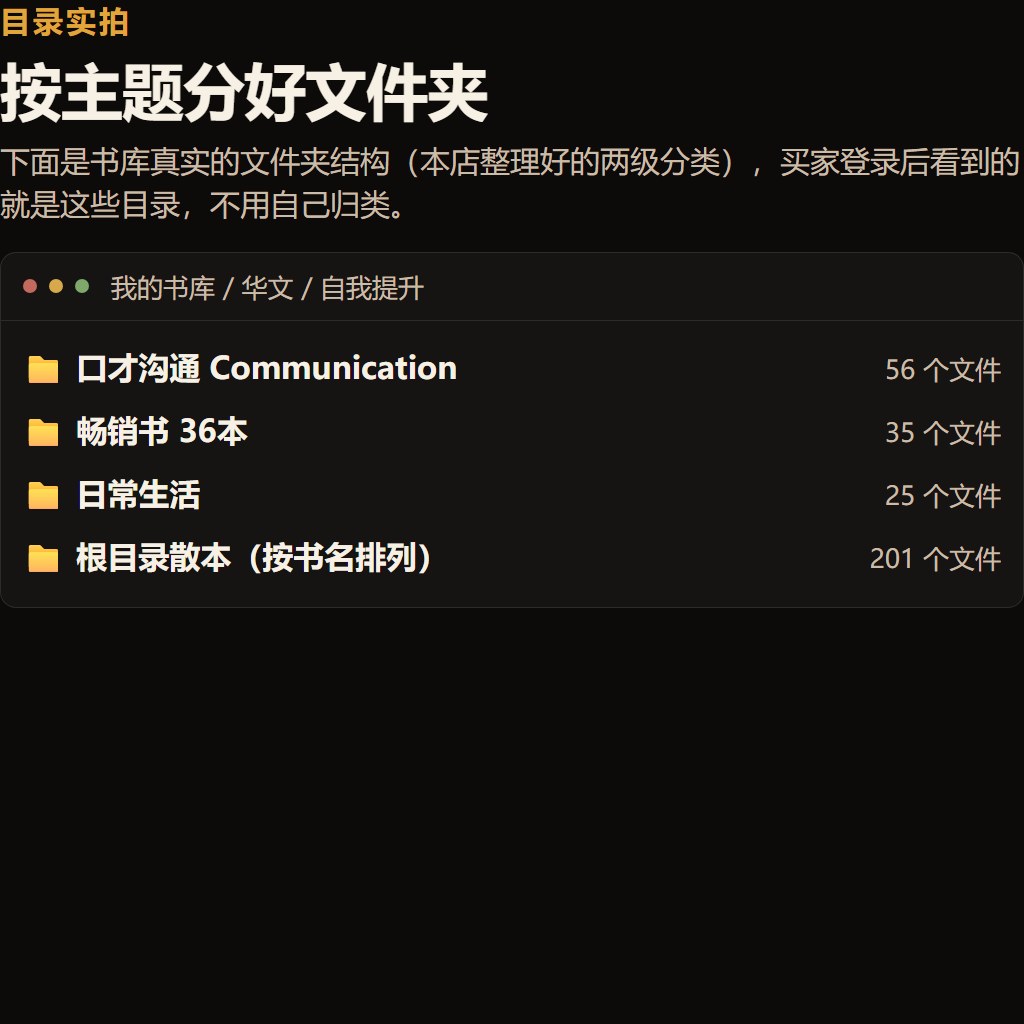 目录实拍
按主题分好文件夹
下面是书库真实的文件夹结构（本店整理好的两级分类），买家登录后看到的
就是这些目录，不用自己归类。
我的书库 / 华文 / 自我提升
口才沟通 Communication 56 个文件
畅销书 36本 35 个文件
日常生活 25 个文件
根目录散本（按书名排列） 201 个文件